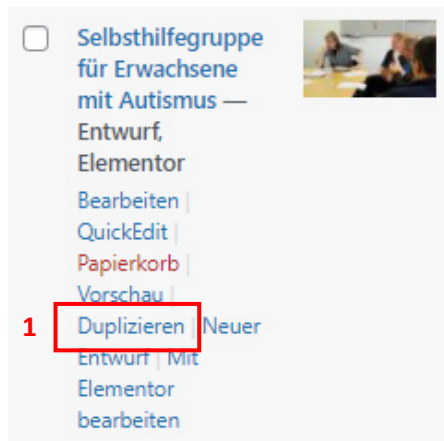 Selbsthilfegruppe
für Erwachsene
mit Autismus —
Entwurf,
Elementor
Bearbeiten |
QuickEdit |
Papierkorb |
Vorschau |
1 Duplizieren | Neuer
Entwurf | Mit
Elementor
bearbeiten